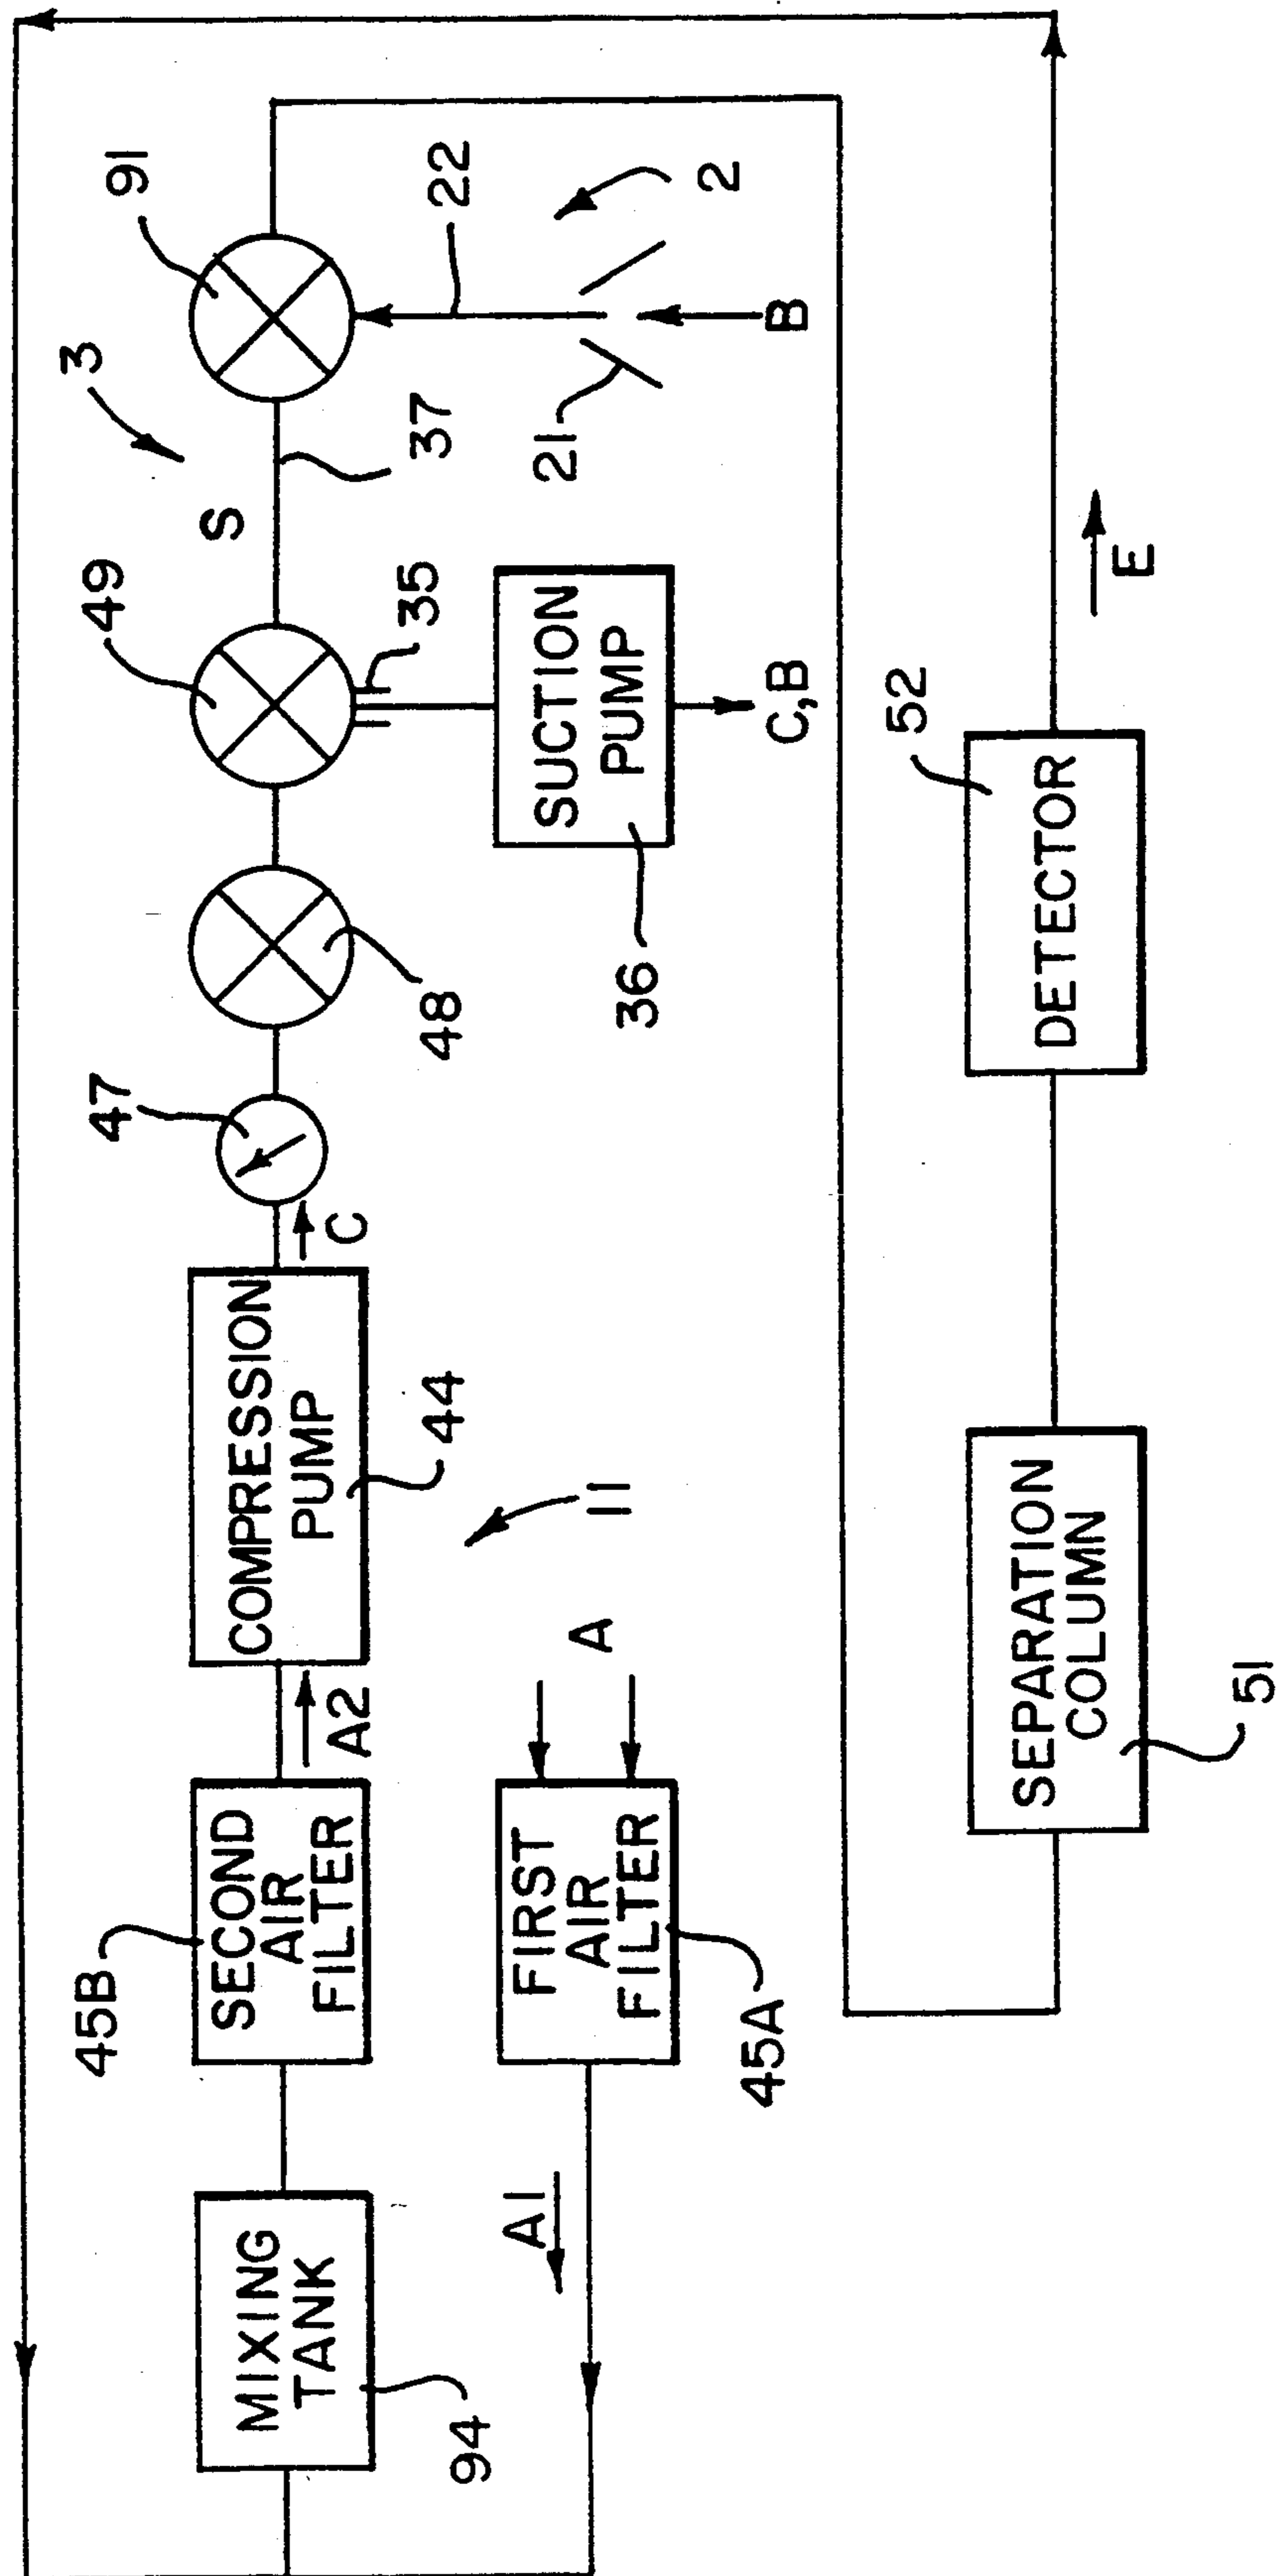 91
3
22
2
B
21
37
S
49
35
SUCTION
PUMP
C,B
36
48
47
C
COMPRESSION
PUMP
44
11
A2
A
SECOND
AIR
FILTER
45B
FIRST
AIR
FILTER
45A
A1
MIXING
TANK
94
E
52
DETECTOR
SEPARATION
COLUMN
51